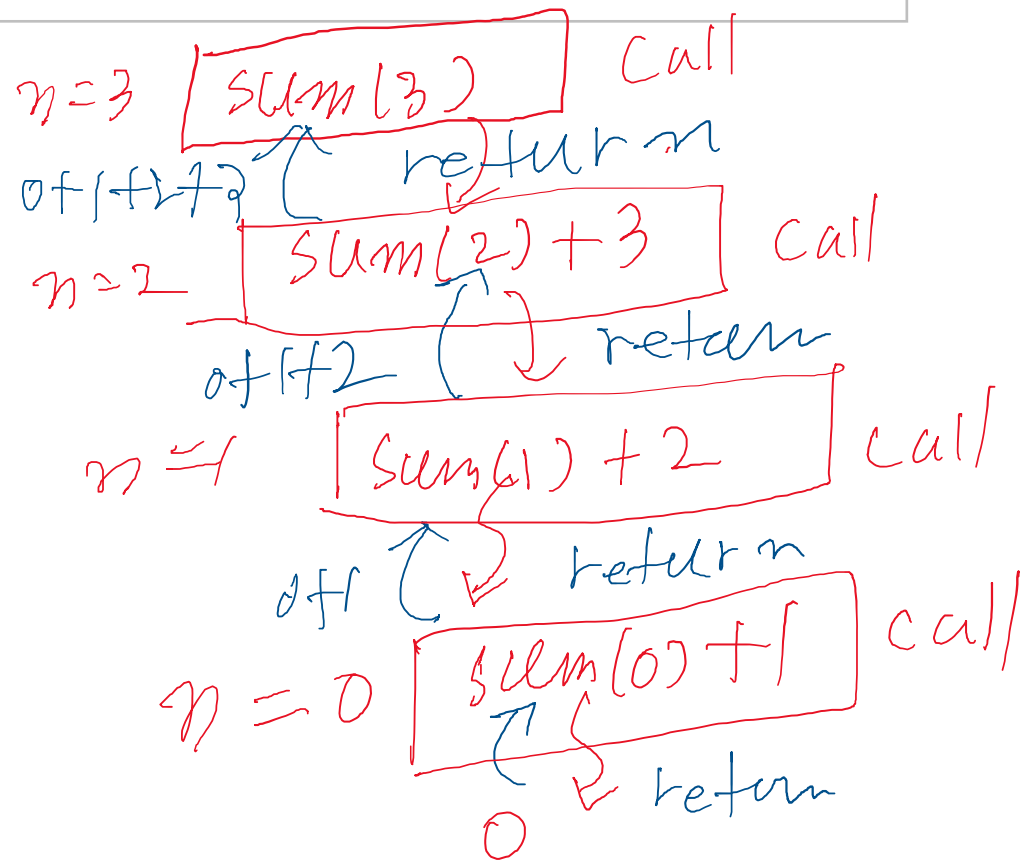 n=3 sum(3) call
0+1+2+3 return
n=2 sum(2)+3 call
0+1+2 return
n=1 sum(1)+2 call
0+1 return
n=0 sum(0)+1 call
return
0